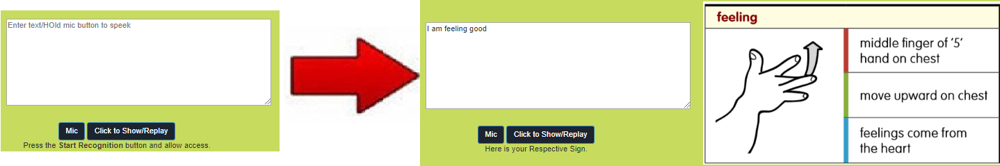 Enter text/HOld mic button to speek
Mic
Click to Show/Replay
Press the Start Recognition button and allow access.
I am feeling good
Mic
Click to Show/Replay
Here is your Respective Sign.
feeling
middle finger of '5'
hand on chest
move upward on chest
feelings come from
the heart